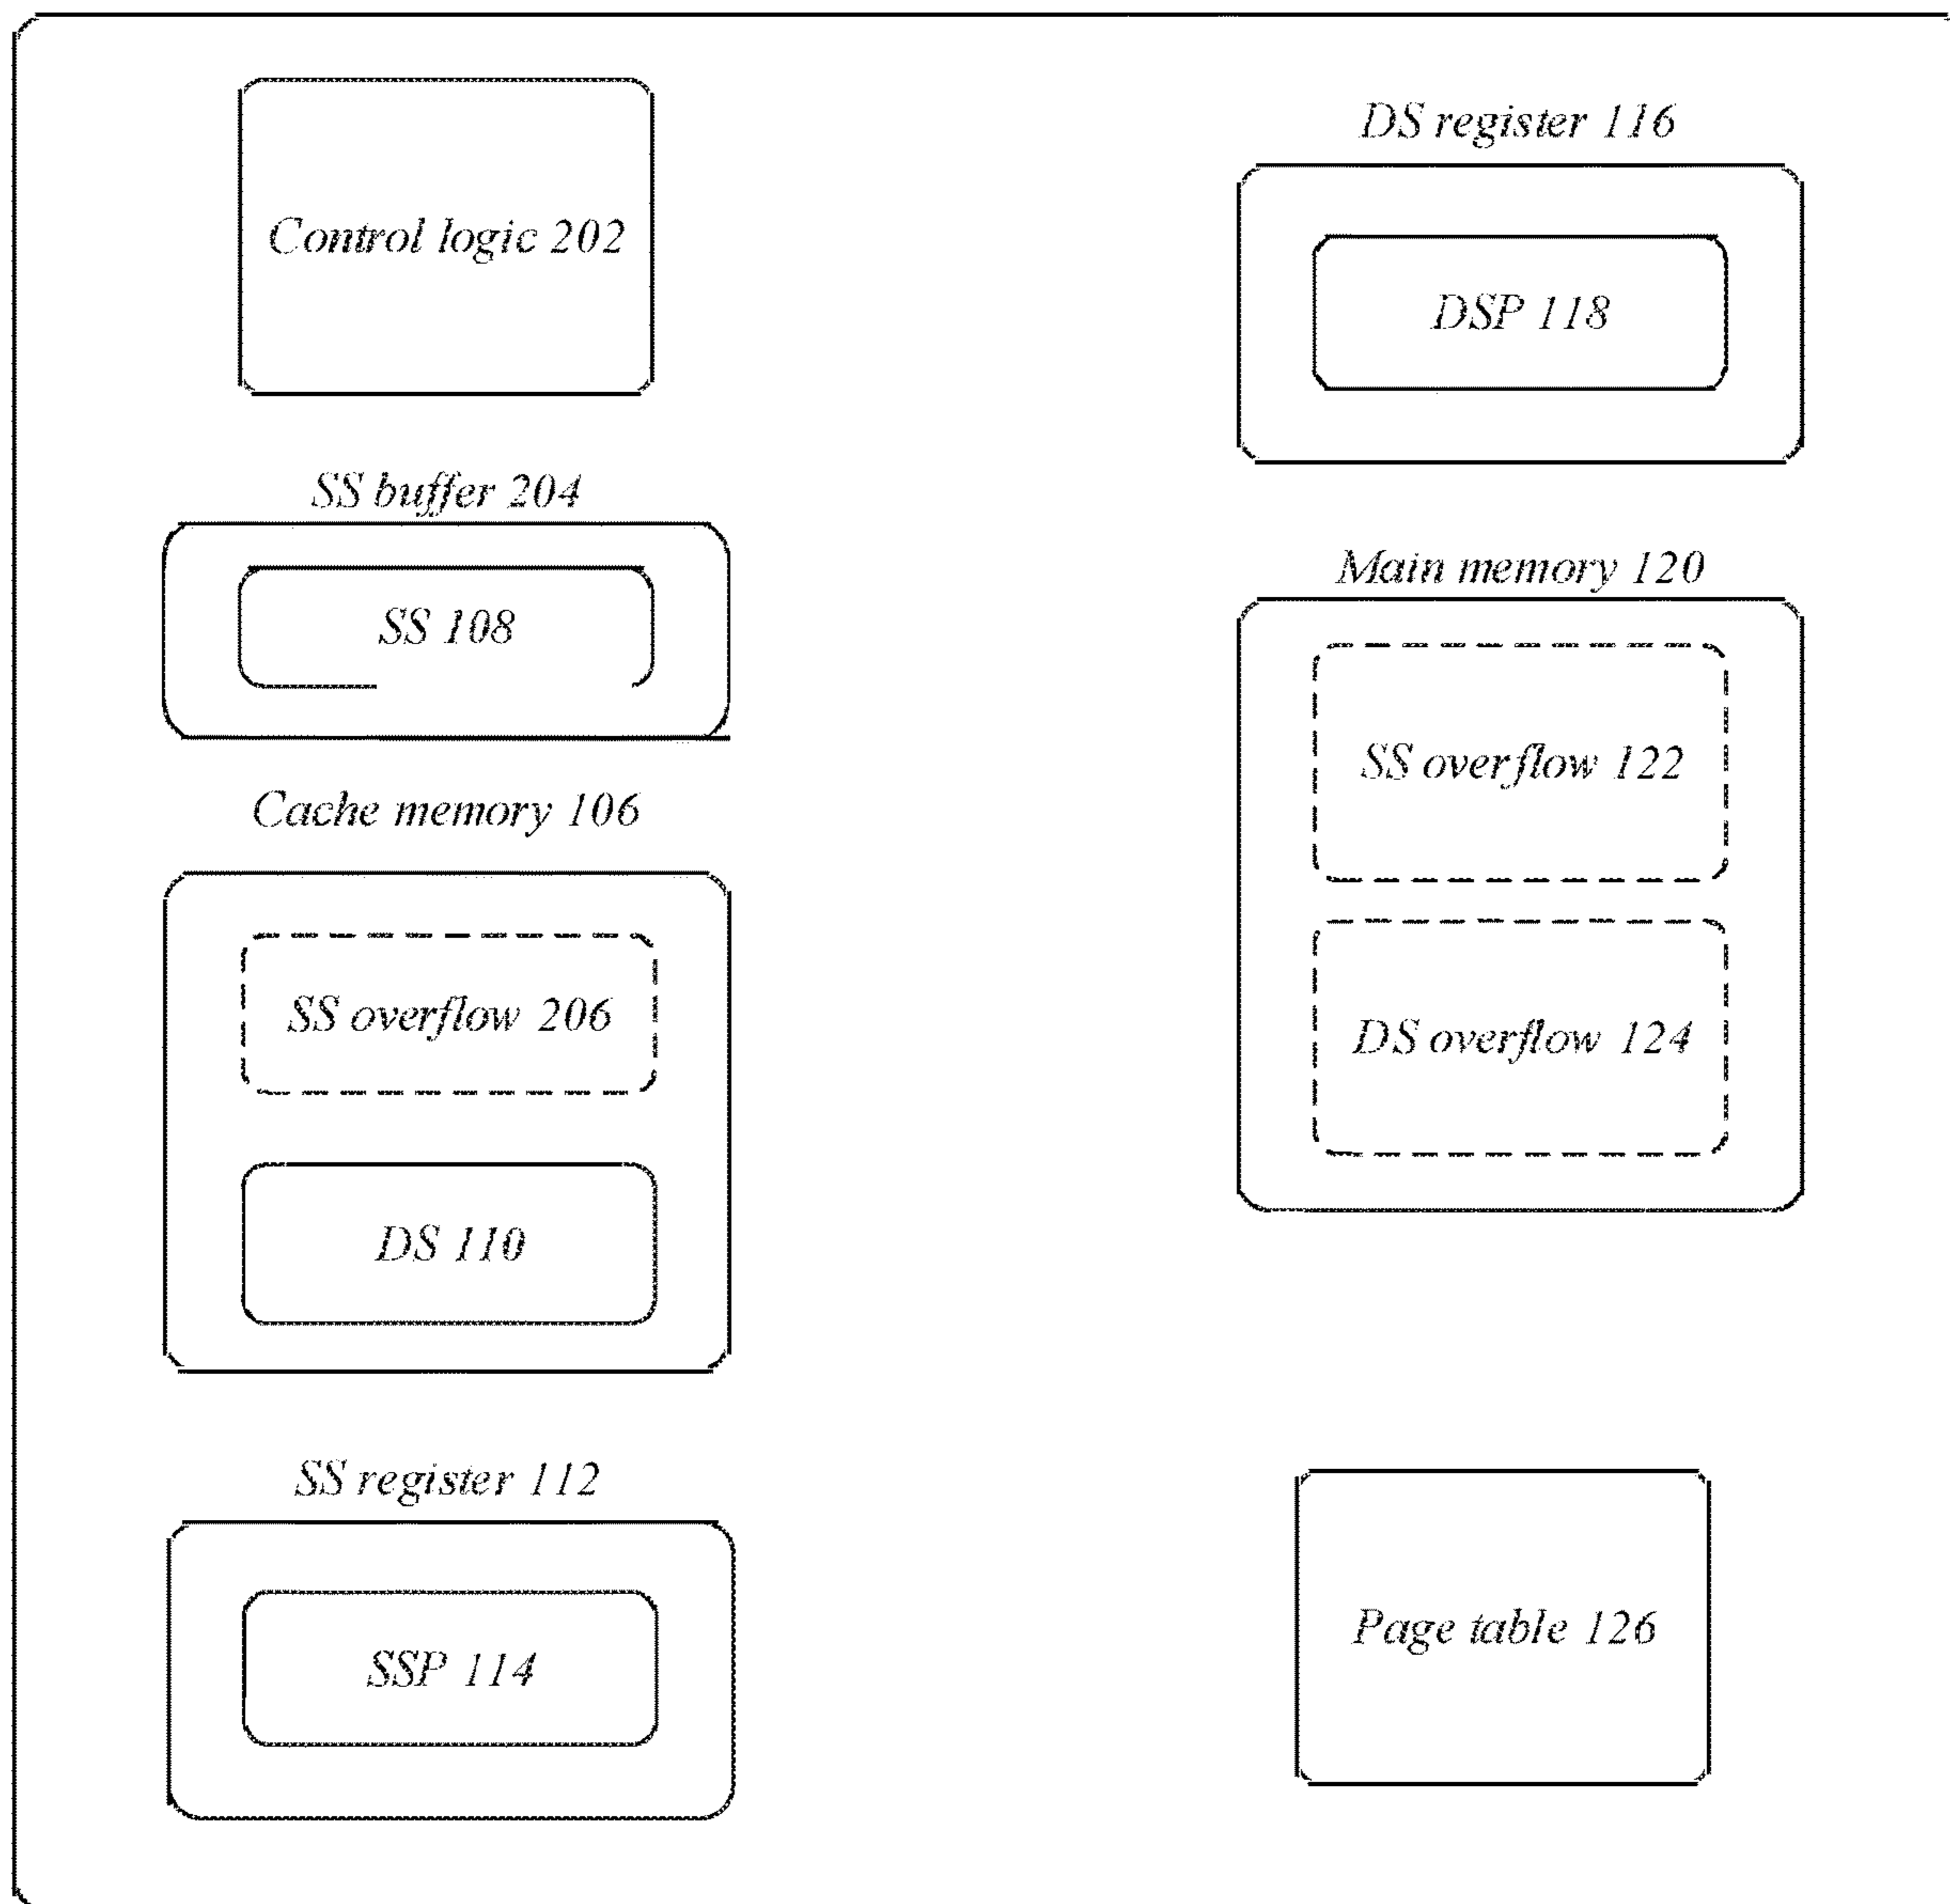 Control logic 202
SS buffer 204
SS 108
Cache memory 106
SS overflow 206
DS 110
SS register 112
SSP 114
DS register 116
DSP 118
Main memory 120
SS overflow 122
DS overflow 124
Page table 126